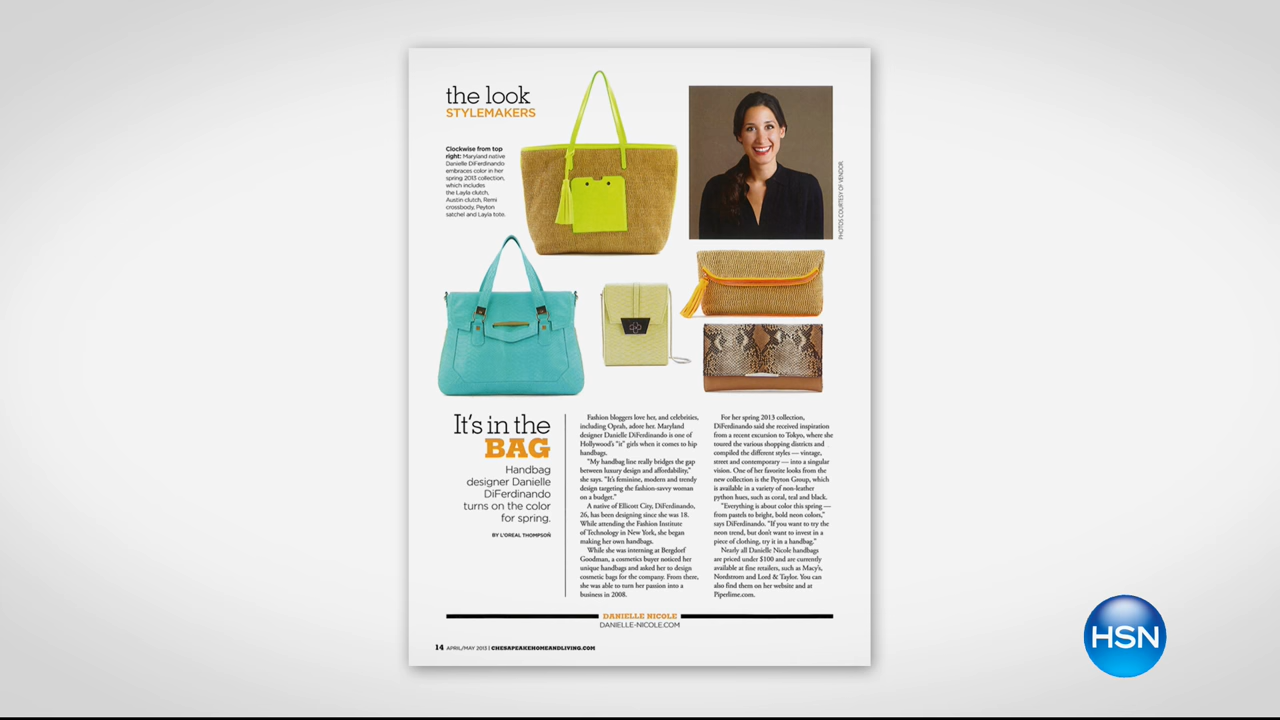 the look
STYLEMAKERS
Clockwise from top
right: Maryland native
Danielle DiFerdinando
embraces color in her
spring 2013 collection,
which includes
the Layla clutch,
Austin clutch, Remi
crossbody, Peyton
satchel and Layla tote.
PHOTOS COURTESY OF VENDOR
It's in the
BAG
Handbag
designer Danielle
DiFerdinando
turns on the color
for spring.
BY L'OREAL THOMPSON
Fashion bloggers love her, and celebrities,
including Oprah, adore her. Maryland
designer Danielle DiFerdinando is one of
Hollywood's "it" girls when it comes to hip
handbags.
"My handbag line really bridges the gap
between luxury design and affordability,"
she says. "It's feminine, modern and trendy
design targeting the fashion-savvy woman
on a budget."
A native of Ellicott City, DiFerdinando,
26, has been designing since she was 18.
While attending the Fashion Institute
of Technology in New York, she began
making her own handbags.
While she was interning at Bergdorf
Goodman, a cosmetics buyer noticed her
unique handbags and asked her to design
cosmetic bags for the company. From there,
she was able to turn her passion into a
business in 2008.
For her spring 2013 collection,
DiFerdinando said she received inspiration
from a recent excursion to Tokyo, where she
toured the various shopping districts and
compiled the different styles — vintage,
street and contemporary — into a singular
vision. One of her favorite looks from the
new collection is the Peyton Group, which
is available in a variety of non-leather
python hues, such as coral, teal and black.
"Everything is about color this spring —
from pastels to bright, bold neon colors,"
says DiFerdinando. "If you want to try the
neon trend, but don't want to invest in a
piece of clothing, try it in a handbag."
Nearly all Danielle Nicole handbags
are priced under $100 and are currently
available at fine retailers, such as Macy's,
Nordstrom and Lord & Taylor. You can
also find them on her website and at
Piperlime.com.
DANIELLE NICOLE
DANIELLE-NICOLE.COM
14 APRIL/MAY 2013 | CHESAPEAKEHOMEANDLIVING.COM
HSN